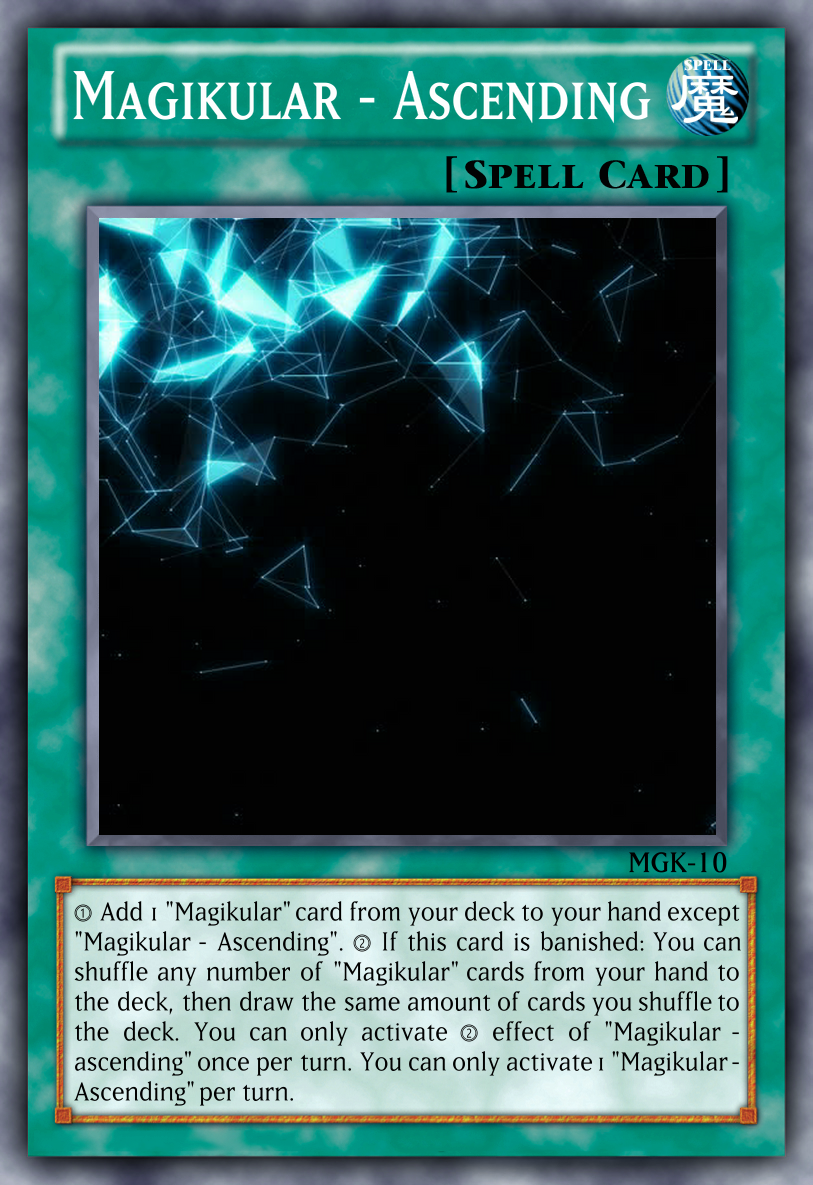 Magikular - Ascending
SPELL
魔
[Spell Card]
MGK-10
① Add 1 "Magikular" card from your deck to your hand except
"Magikular - Ascending". ② If this card is banished: You can
shuffle any number of "Magikular" cards from your hand to
the deck, then draw the same amount of cards you shuffle to
the deck. You can only activate ② effect of "Magikular -
ascending" once per turn. You can only activate 1 "Magikular -
Ascending" per turn.